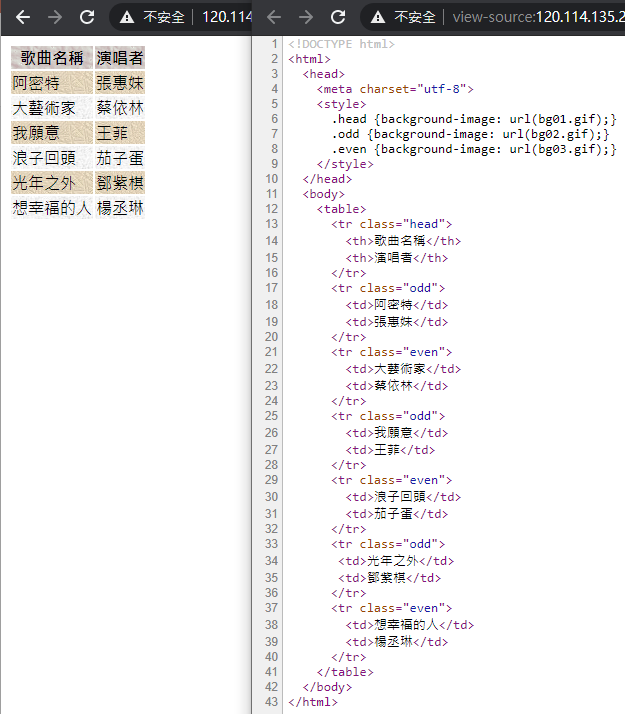 不安全 120.114
歌曲名稱 演唱者
阿密特 張惠妹
大藝術家 蔡依林
我願意 王菲
浪子回頭 茄子蛋
光年之外 鄧紫棋
想幸福的人 楊丞琳
不安全 view-source:120.114.135.2
1 <!DOCTYPE html>
2 <html>
3 <head>
4 <meta charset="utf-8">
5 <style>
6 .head {background-image: url(bg01.gif);}
7 .odd {background-image: url(bg02.gif);}
8 .even {background-image: url(bg03.gif);}
9 </style>
10 </head>
11 <body>
12 <table>
13 <tr class="head">
14 <th>歌曲名稱</th>
15 <th>演唱者</th>
16 </tr>
17 <tr class="odd">
18 <td>阿密特</td>
19 <td>張惠妹</td>
20 </tr>
21 <tr class="even">
22 <td>大藝術家</td>
23 <td>蔡依林</td>
24 </tr>
25 <tr class="odd">
26 <td>我願意</td>
27 <td>王菲</td>
28 </tr>
29 <tr class="even">
30 <td>浪子回頭</td>
31 <td>茄子蛋</td>
32 </tr>
33 <tr class="odd">
34 <td>光年之外</td>
35 <td>鄧紫棋</td>
36 </tr>
37 <tr class="even">
38 <td>想幸福的人</td>
39 <td>楊丞琳</td>
40 </tr>
41 </table>
42 </body>
43 </html>